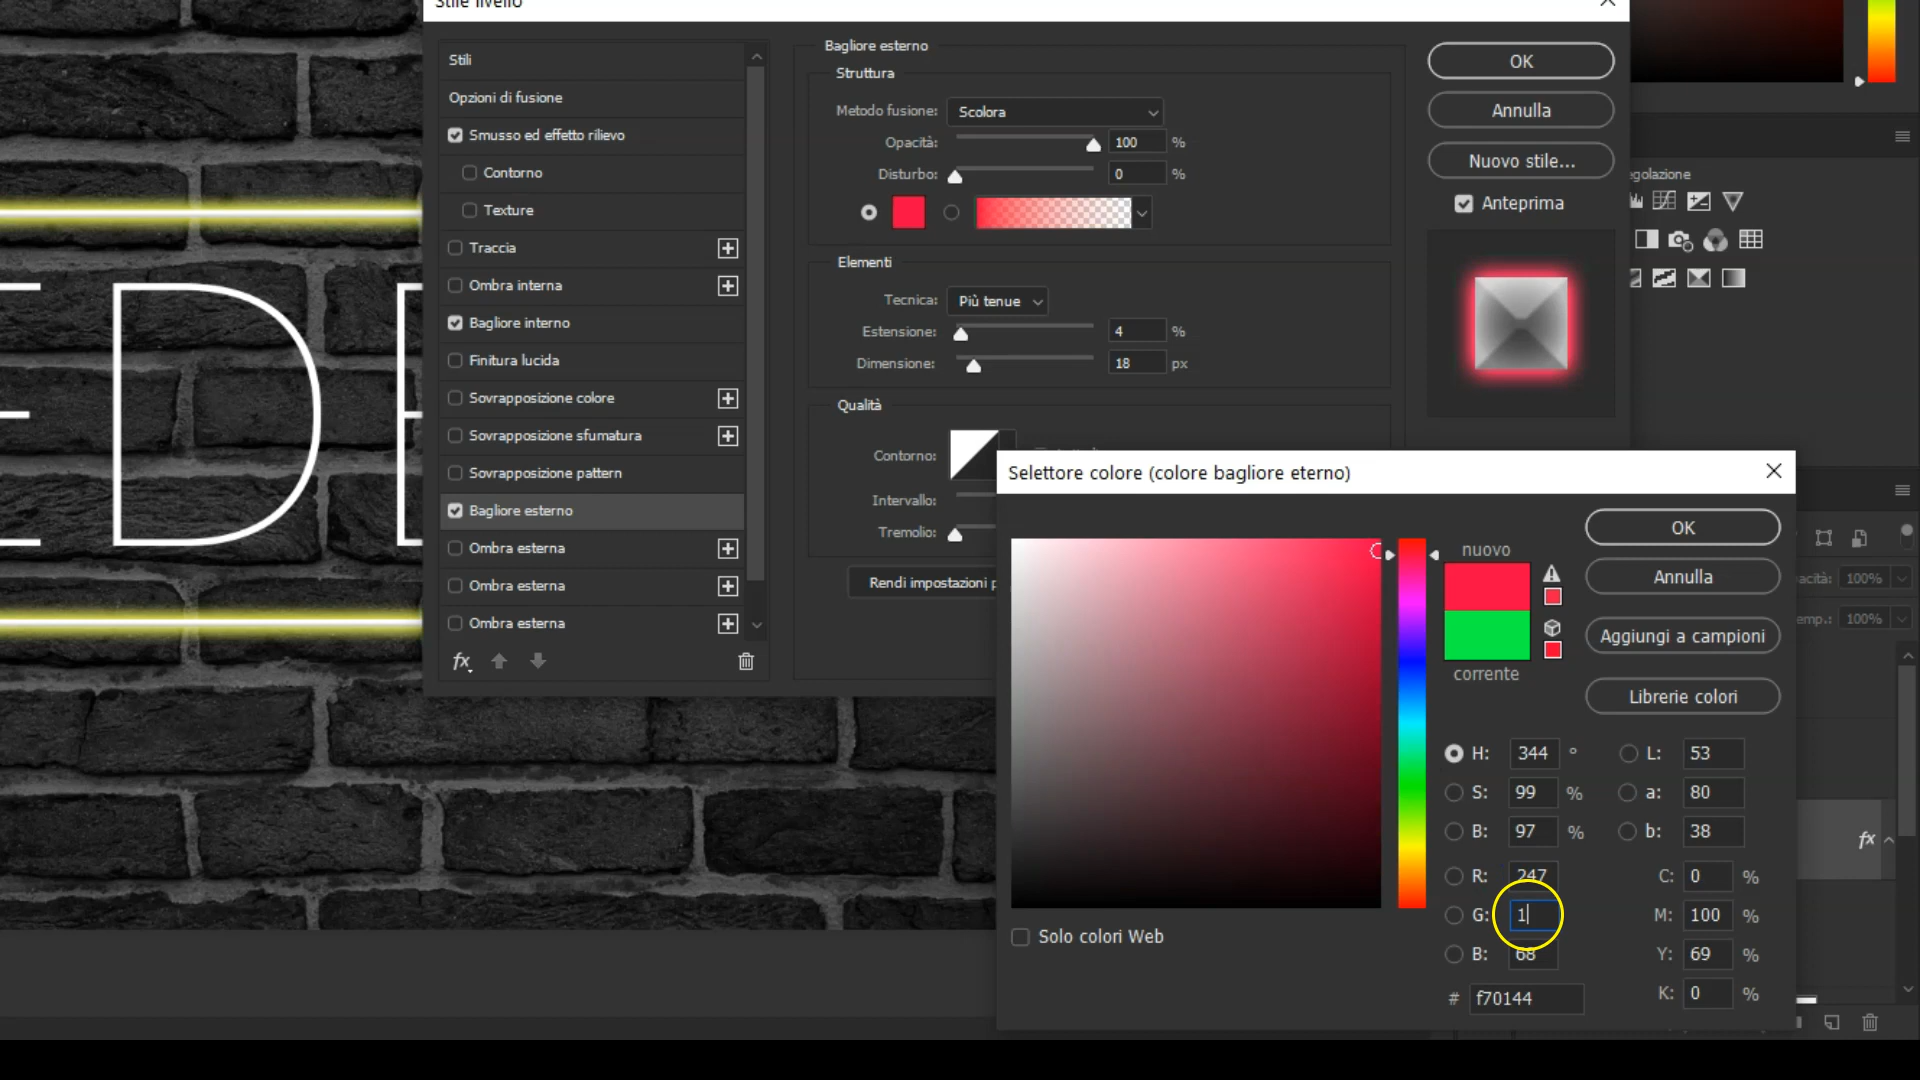 Stile livello
Stili
Opzioni di fusione
Smusso ed effetto rilievo
Contorno
Texture
Traccia
Ombra interna
Bagliore interno
Finitura lucida
Sovrapposizione colore
Sovrapposizione sfumatura
Sovrapposizione pattern
Bagliore esterno
Ombra esterna
Ombra esterna
Ombra esterna
fx
Bagliore esterno
Struttura
Metodo fusione: Scolora
Opacità: 100 %
Disturbo: 0 %
Elementi
Tecnica: Più tenue
Estensione: 4 %
Dimensione: 18 px
Qualità
Contorno:
Intervallo:
Tremolio:
Rendi impostazioni p
OK
Annulla
Nuovo stile...
Anteprima
egolazione
Selettore colore (colore bagliore eterno)
nuovo
corrente
OK
Annulla
Aggiungi a campioni
Librerie colori
H: 344 °
S: 99 %
B: 97 %
R: 247
G: 1
B: 68
# f70144
L: 53
a: 80
b: 38
C: 0 %
M: 100 %
Y: 69 %
K: 0 %
Solo colori Web
acità: 100%
emp.: 100%
fx
ED